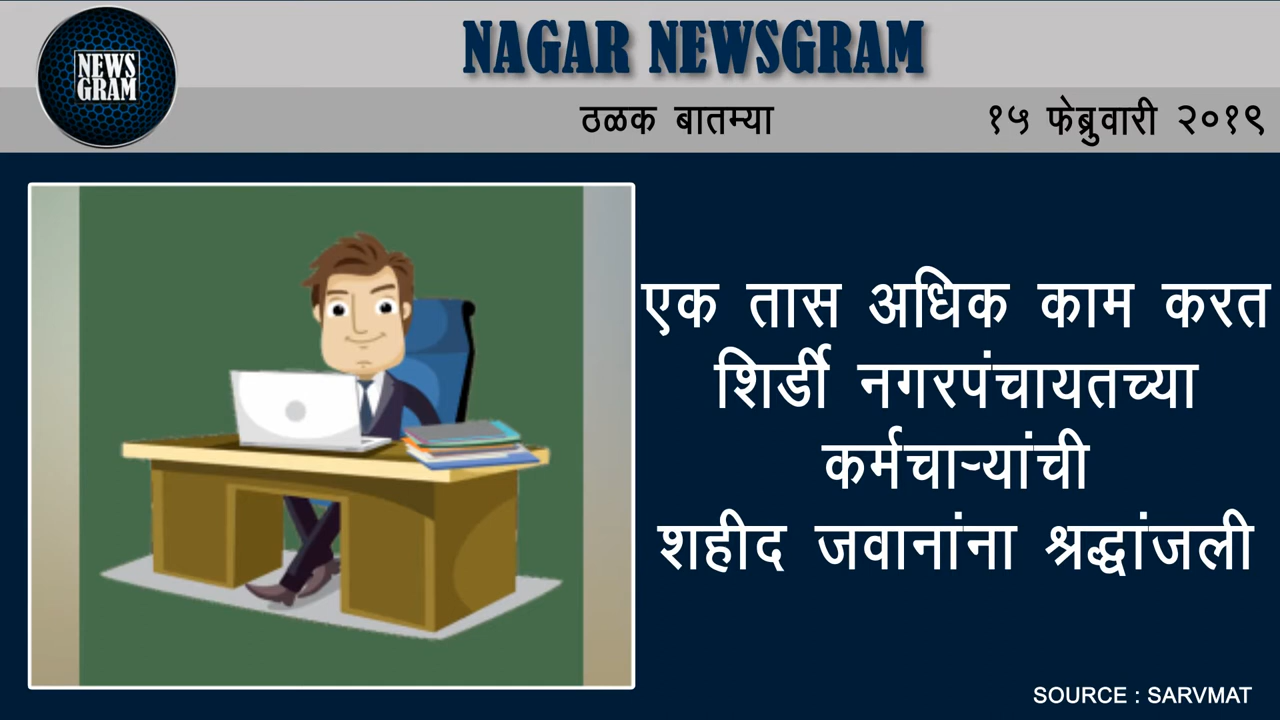 NEWS
GRAM
NAGAR NEWSGRAM
ठळक बातम्या
१५ फेब्रुवारी २०१९
एक तास अधिक काम करत
शिर्डी नगरपंचायतच्या
कर्मचाऱ्यांची
शहीद जवानांना श्रद्धांजली
SOURCE : SARVMAT